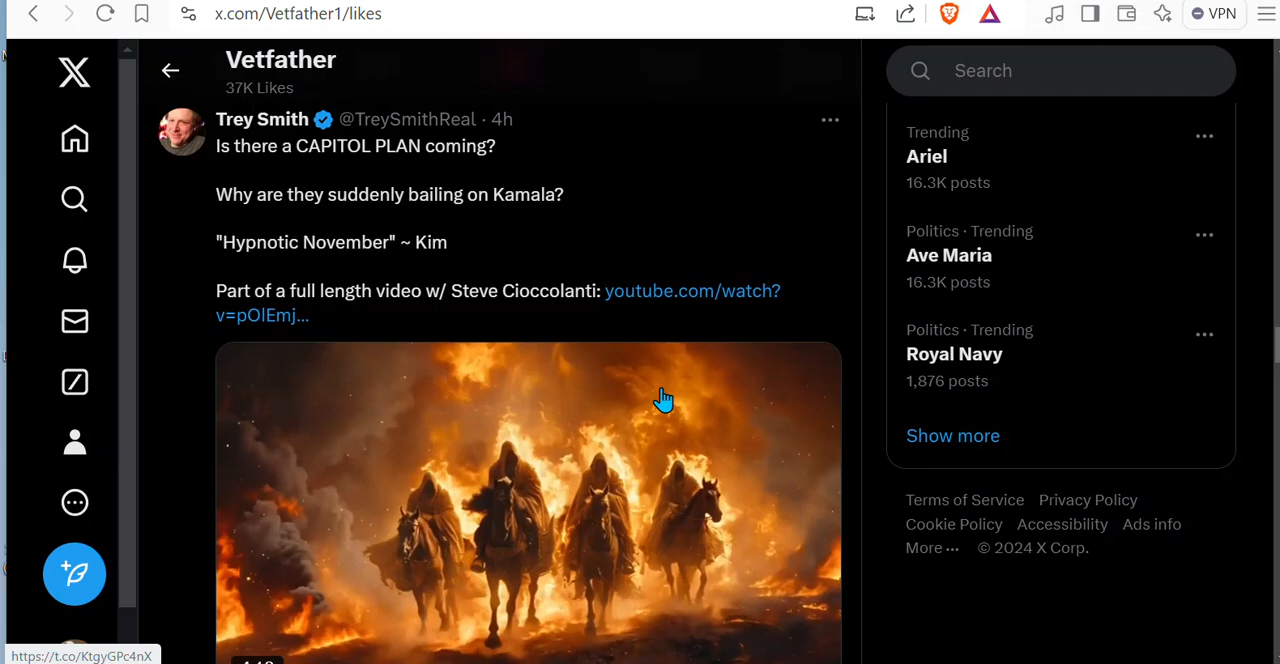 x.com/Vetfather1/likes
VPN
Vetfather
37K Likes
Trey Smith @TreySmithReal · 4h
Is there a CAPITOL PLAN coming?
Why are they suddenly bailing on Kamala?
"Hypnotic November" ~ Kim
Part of a full length video w/ Steve Cioccolanti: youtube.com/watch?
v=pOlEmj...
Search
Trending
Ariel
16.3K posts
Politics · Trending
Ave Maria
16.3K posts
Politics · Trending
Royal Navy
1,876 posts
Show more
Terms of Service Privacy Policy
Cookie Policy Accessibility Ads info
More ··· © 2024 X Corp.
https://t.co/KtgyGPc4nX